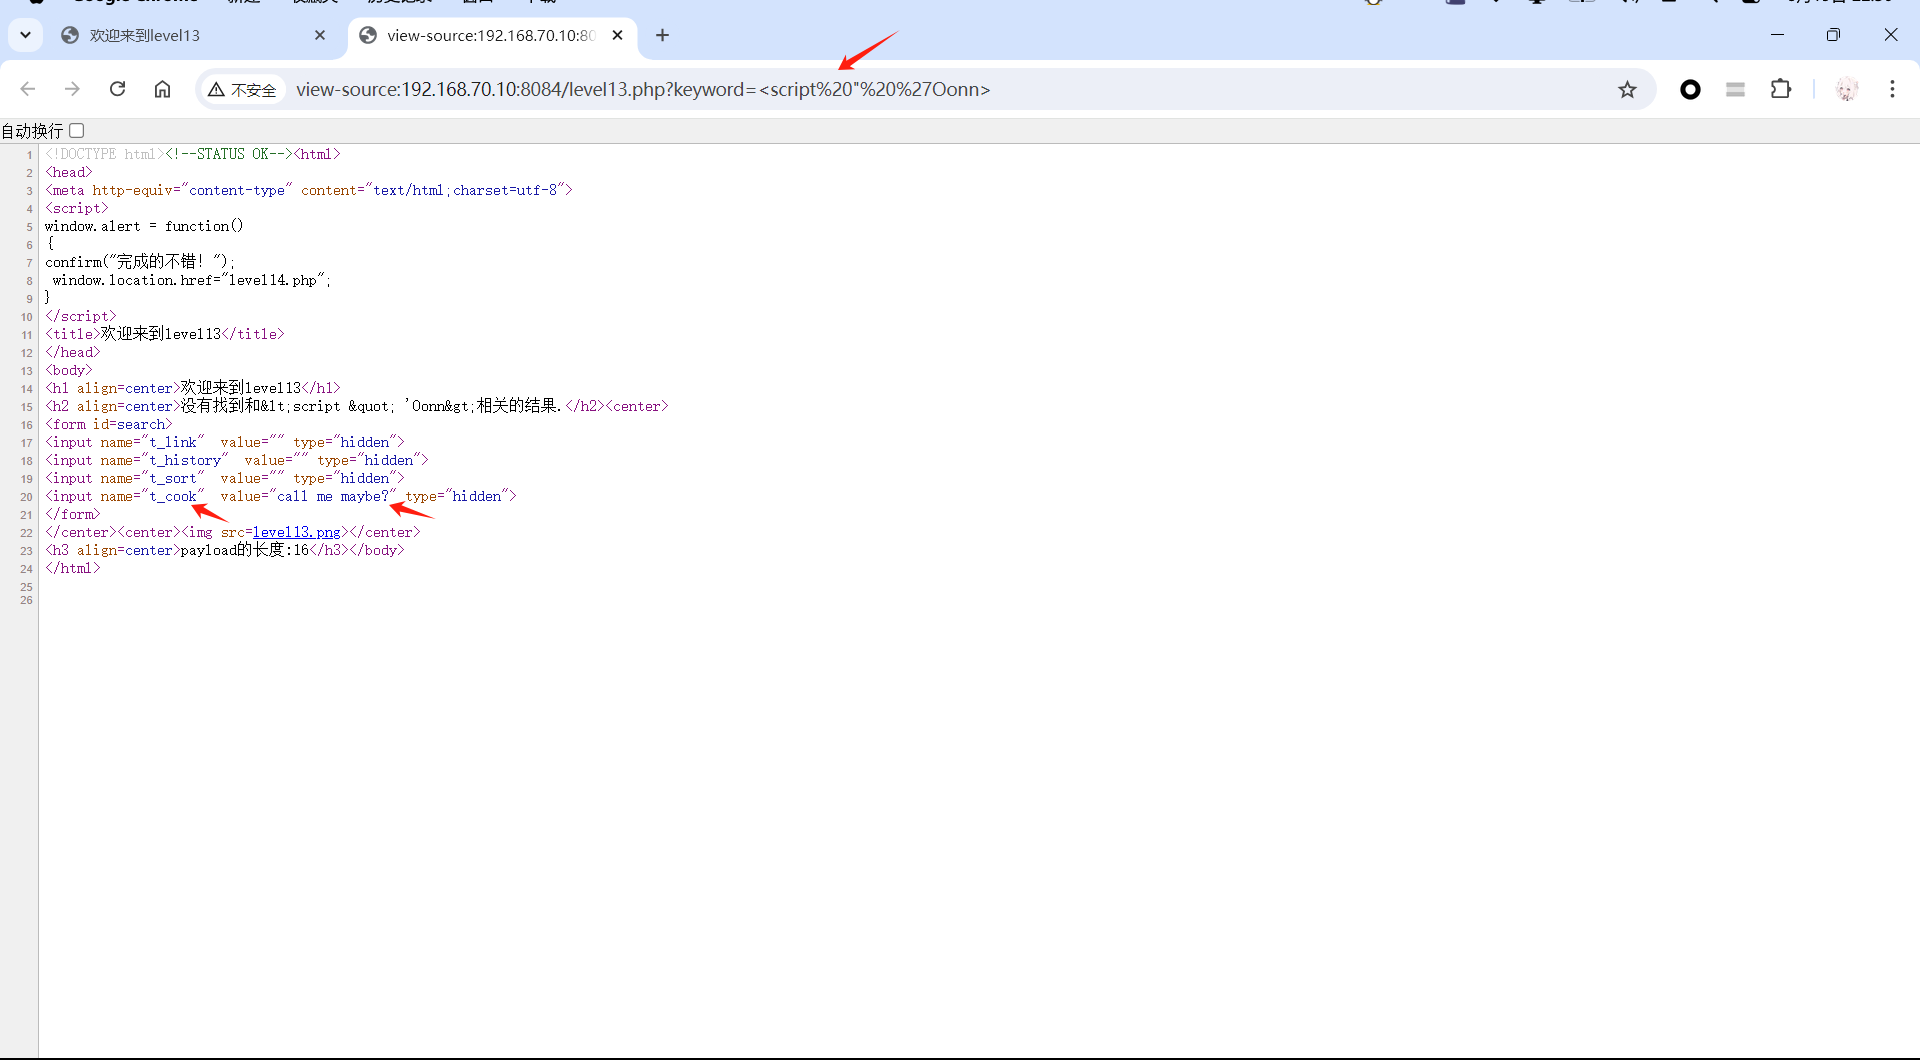 欢迎来到level13
view-source:192.168.70.10:80
不安全
view-source:192.168.70.10:8084/level13.php?keyword=<script%20"%20%27Oonn>
自动换行
1 <!DOCTYPE html><!--STATUS OK--><html>
2 <head>
3 <meta http-equiv="content-type" content="text/html;charset=utf-8">
4 <script>
5 window.alert = function()
6 {
7 confirm("完成的不错！");
8  window.location.href="level14.php";
9 }
10 </script>
11 <title>欢迎来到level13</title>
12 </head>
13 <body>
14 <h1 align=center>欢迎来到level13</h1>
15 <h2 align=center>没有找到和&lt;script &quot; 'Oonn&gt;相关的结果.</h2><center>
16 <form id=search>
17 <input name="t_link"  value="" type="hidden">
18 <input name="t_history"  value="" type="hidden">
19 <input name="t_sort"  value="" type="hidden">
20 <input name="t_cook"  value="call me maybe?" type="hidden">
21 </form>
22 </center><center><img src=level13.png></center>
23 <h3 align=center>payload的长度:16</h3></body>
24 </html>
25
26